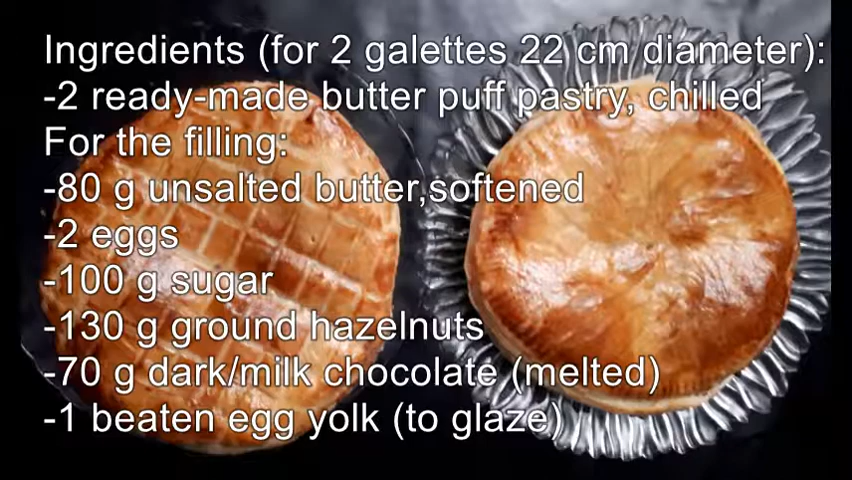 Ingredients (for 2 galettes 22 cm diameter):
-2 ready-made butter puff pastry, chilled
For the filling:
-80 g unsalted butter,softened
-2 eggs
-100 g sugar
-130 g ground hazelnuts
-70 g dark/milk chocolate (melted)
-1 beaten egg yolk (to glaze)